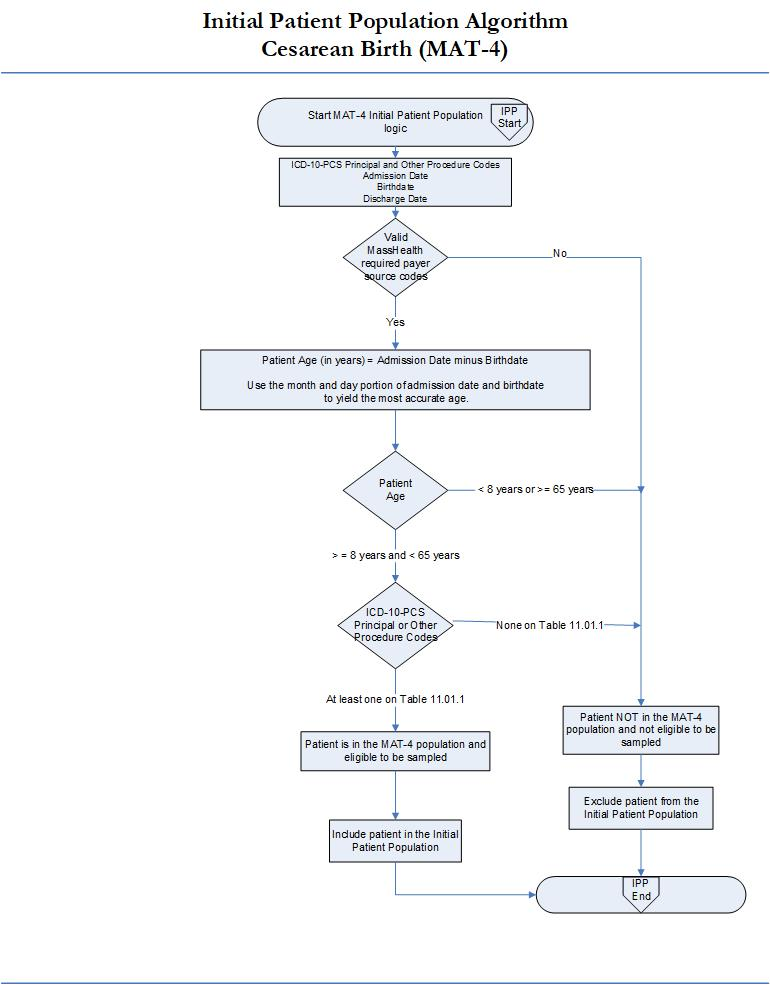 Initial Patient Population Algorithm
Cesarean Birth (MAT-4)
Start MAT-4 Initial Patient Population
logic
IPP
Start
ICD-10-PCS Principal and Other Procedure Codes
Admission Date
Birthdate
Discharge Date
Valid
MassHealth
required payer
source codes
No
Yes
Patient Age (in years) = Admission Date minus Birthdate
Use the month and day portion of admission date and birthdate
to yield the most accurate age.
Patient
Age
< 8 years or >= 65 years
> = 8 years and < 65 years
ICD-10-PCS
Principal or Other
Procedure Codes
None on Table 11.01.1
At least one on Table 11.01.1
Patient is in the MAT-4 population and
eligible to be sampled
Patient NOT in the MAT-4
population and not eligible to be
sampled
Exclude patient from the
Initial Patient Population
Include patient in the Initial
Patient Population
IPP
End